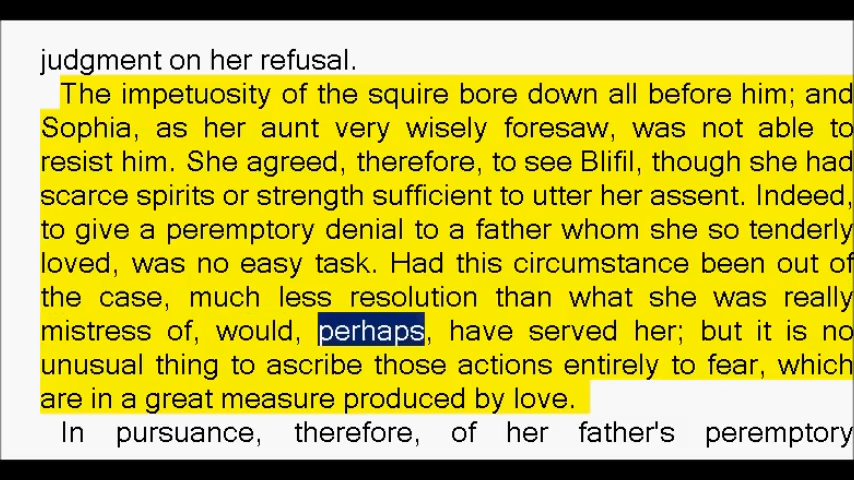 judgment on her refusal.
The impetuosity of the squire bore down all before him; and
Sophia, as her aunt very wisely foresaw, was not able to
resist him. She agreed, therefore, to see Blifil, though she had
scarce spirits or strength sufficient to utter her assent. Indeed,
to give a peremptory denial to a father whom she so tenderly
loved, was no easy task. Had this circumstance been out of
the case, much less resolution than what she was really
mistress of, would, perhaps, have served her; but it is no
unusual thing to ascribe those actions entirely to fear, which
are in a great measure produced by love.
In pursuance, therefore, of her father's peremptory